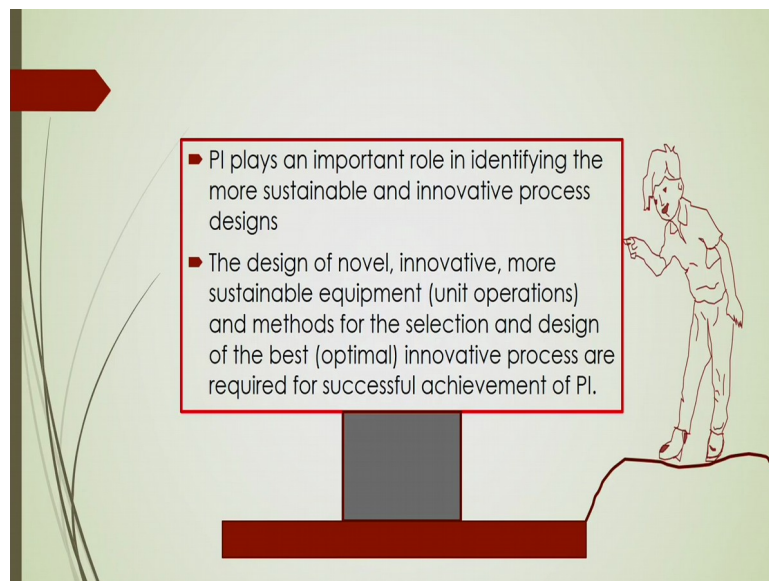 PI plays an important role in identifying the
more sustainable and innovative process
designs
The design of novel, innovative, more
sustainable equipment (unit operations)
and methods for the selection and design
of the best (optimal) innovative process are
required for successful achievement of PI.